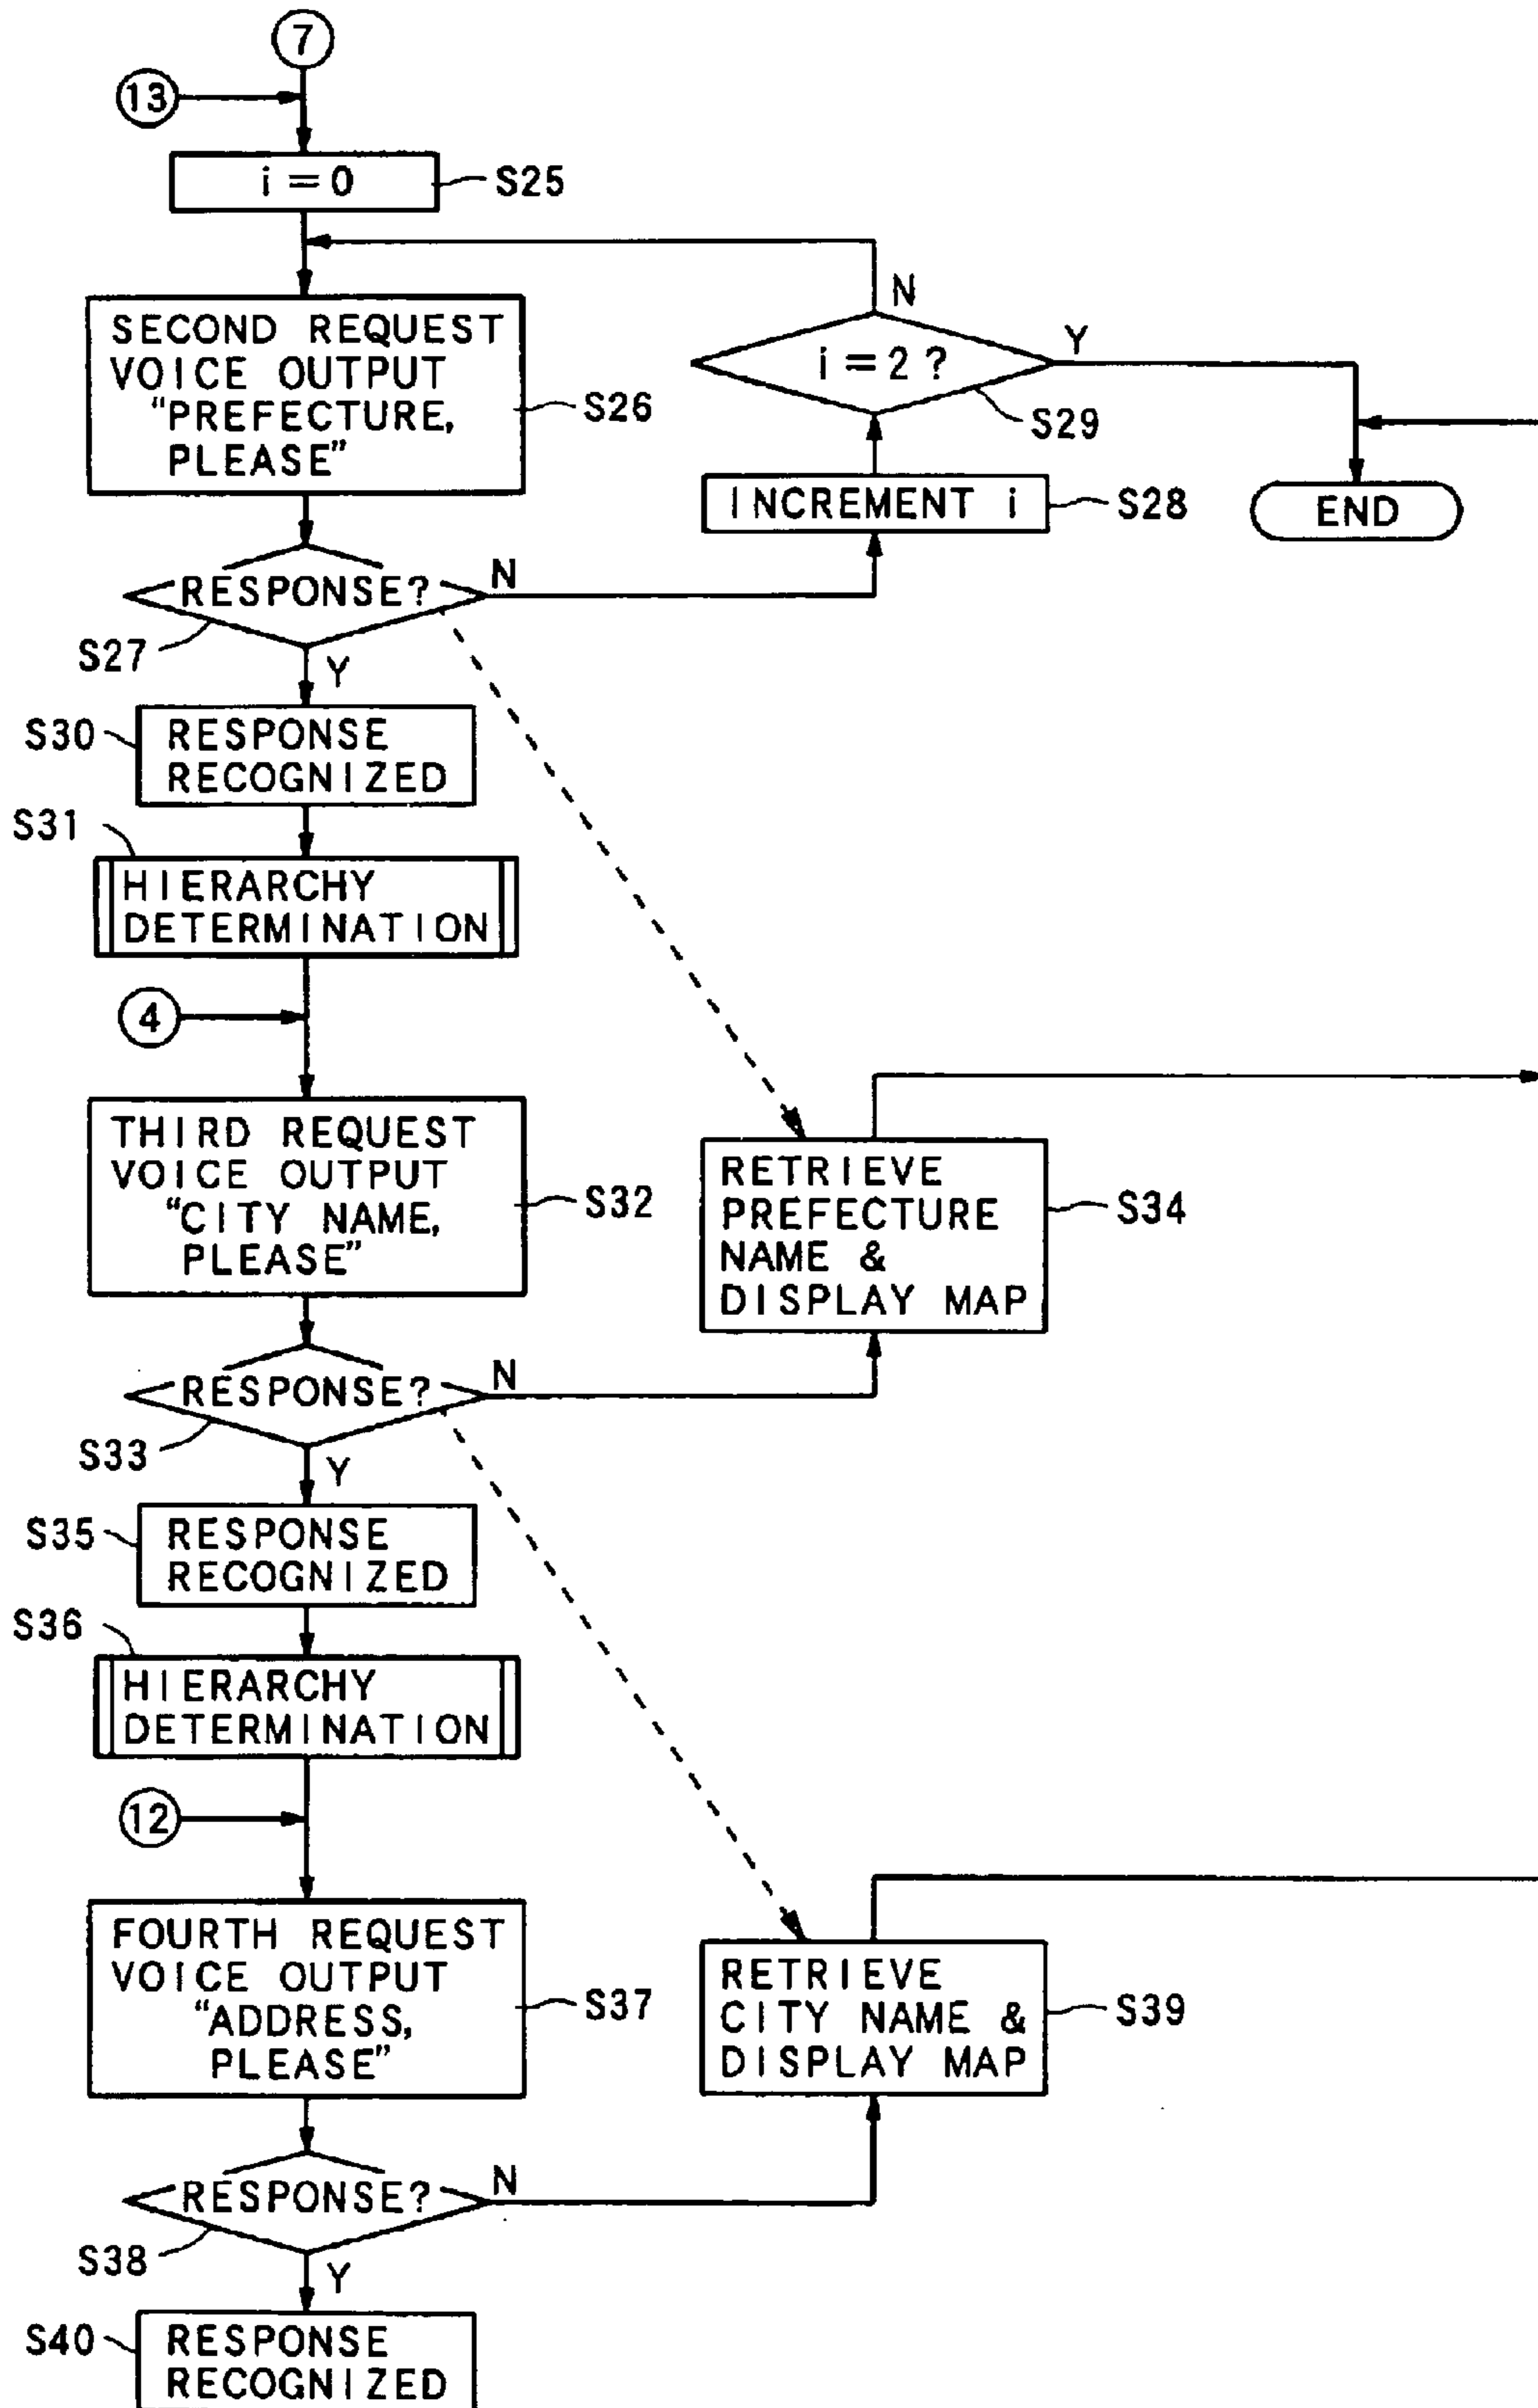 7
13
i = 0
S25
SECOND REQUEST
VOICE OUTPUT
“PREFECTURE,
PLEASE”
S26
N
i = 2 ?
Y
S29
INCREMENT i
S28
END
RESPONSE?
N
S27
Y
S30
RESPONSE
RECOGNIZED
S31
HIERARCHY
DETERMINATION
4
THIRD REQUEST
VOICE OUTPUT
“CITY NAME,
PLEASE”
S32
RETRIEVE
PREFECTURE
NAME &
DISPLAY MAP
S34
RESPONSE?
N
S33
Y
S35
RESPONSE
RECOGNIZED
S36
HIERARCHY
DETERMINATION
12
FOURTH REQUEST
VOICE OUTPUT
“ADDRESS,
PLEASE”
S37
RETRIEVE
CITY NAME &
DISPLAY MAP
S39
RESPONSE?
N
S38
Y
S40
RESPONSE
RECOGNIZED